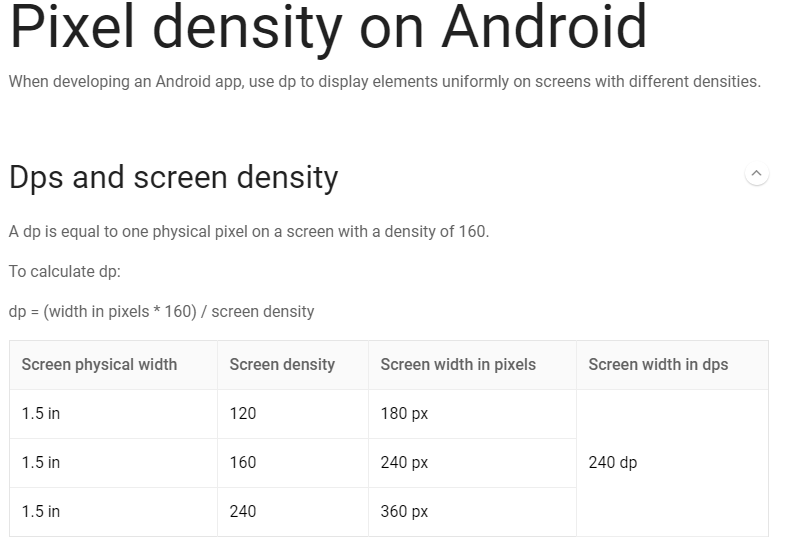 Pixel density on Android
When developing an Android app, use dp to display elements uniformly on screens with different densities.
Dps and screen density
A dp is equal to one physical pixel on a screen with a density of 160.
To calculate dp:
dp = (width in pixels * 160) / screen density
Screen physical width Screen density Screen width in pixels Screen width in dps
1.5 in 120 180 px
1.5 in 160 240 px 240 dp
1.5 in 240 360 px